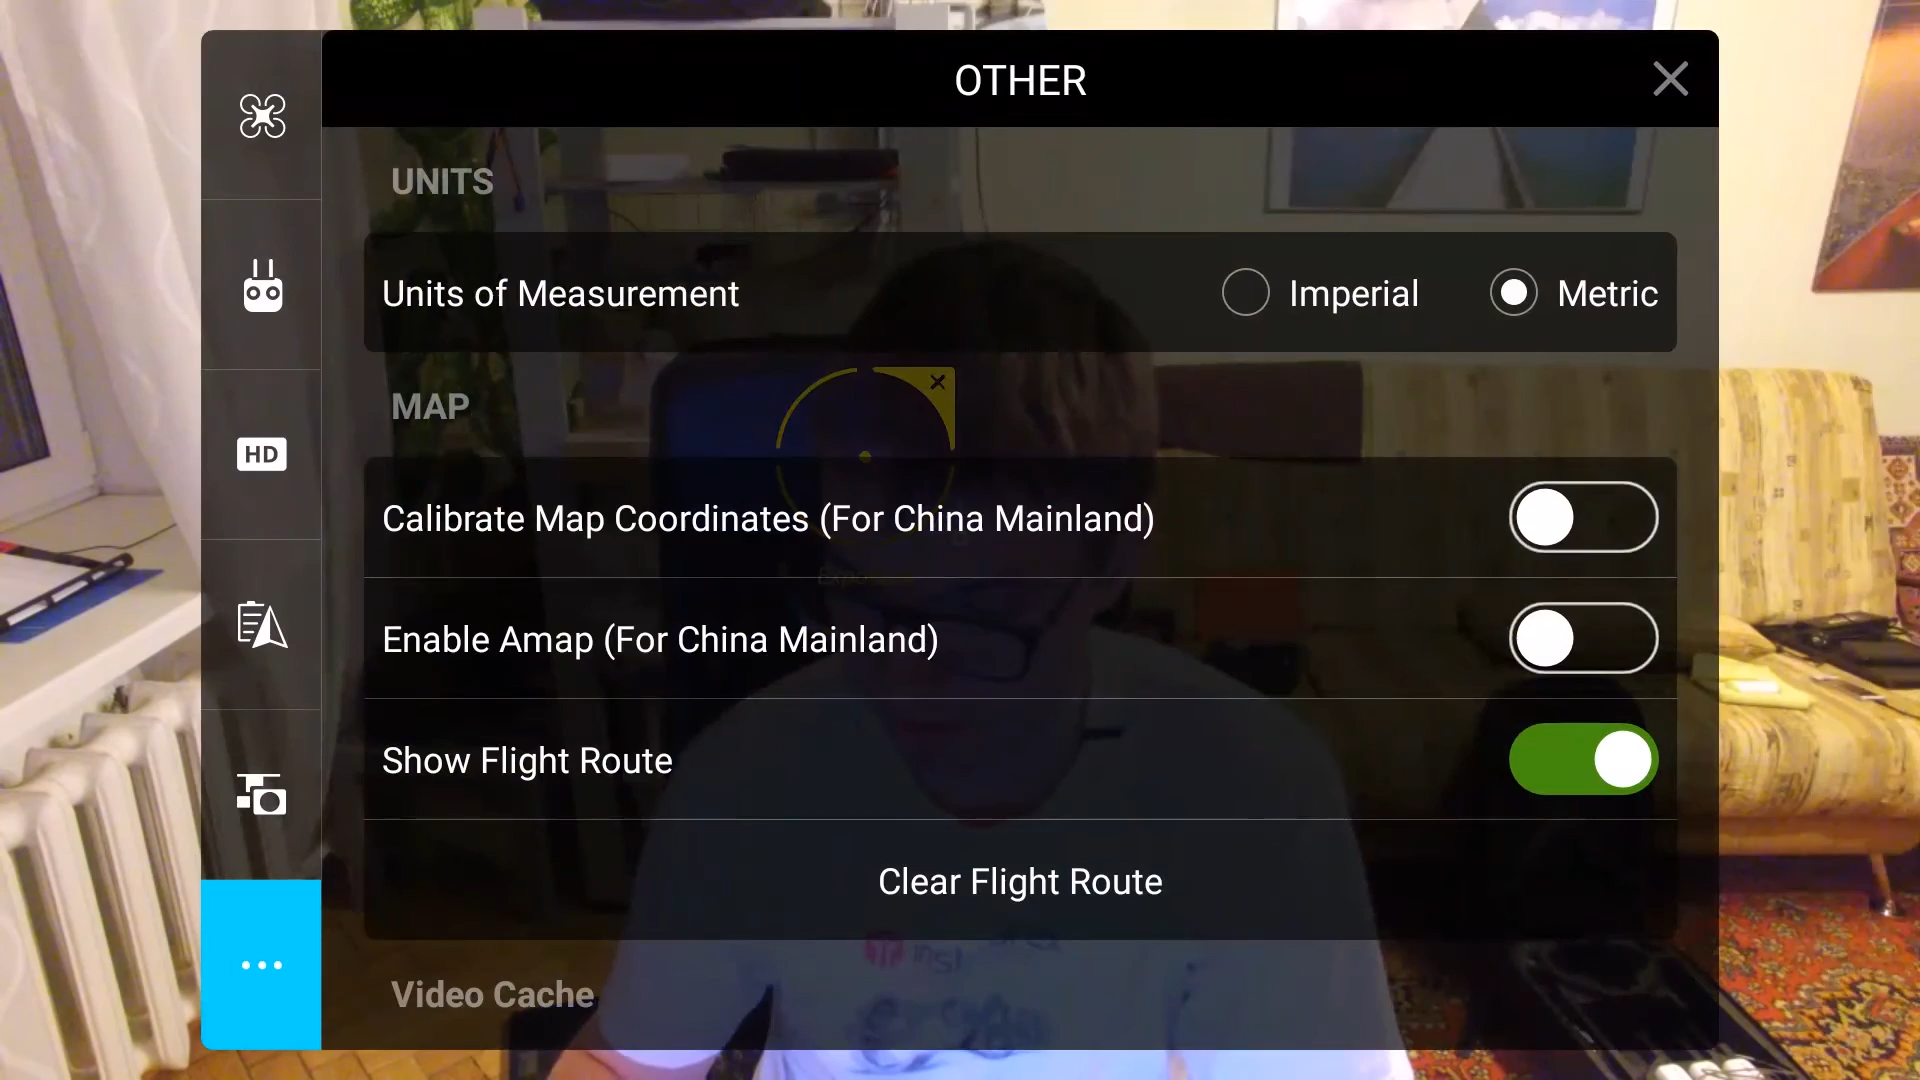 OTHER
UNITS
Units of Measurement
Imperial
Metric
MAP
HD
Calibrate Map Coordinates (For China Mainland)
Enable Amap (For China Mainland)
Show Flight Route
Clear Flight Route
Video Cache